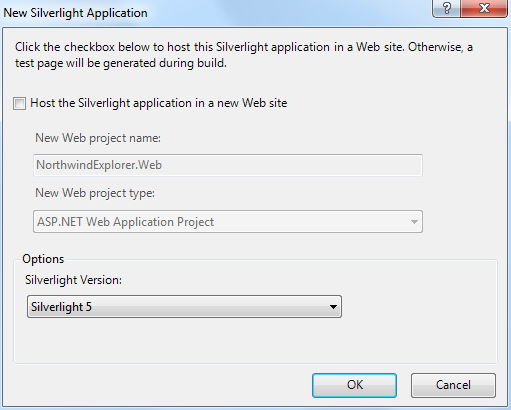 New Silverlight Application
?
Click the checkbox below to host this Silverlight application in a Web site. Otherwise, a
test page will be generated during build.
Host the Silverlight application in a new Web site
New Web project name:
NorthwindExplorer.Web
New Web project type:
ASP.NET Web Application Project
Options
Silverlight Version:
Silverlight 5
OK Cancel